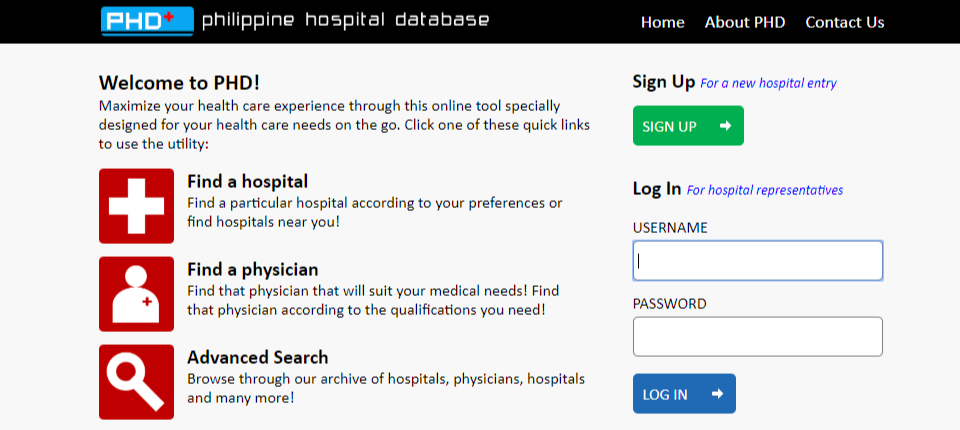 PHD+ philippine hospital database
Home About PHD Contact Us
Welcome to PHD!
Maximize your health care experience through this online tool specially
designed for your health care needs on the go. Click one of these quick links
to use the utility:
Find a hospital
Find a particular hospital according to your preferences or
find hospitals near you!
Find a physician
Find that physician that will suit your medical needs! Find
that physician according to the qualifications you need!
Advanced Search
Browse through our archive of hospitals, physicians, hospitals
and many more!
Sign Up For a new hospital entry
SIGN UP
Log In For hospital representatives
USERNAME
PASSWORD
LOG IN